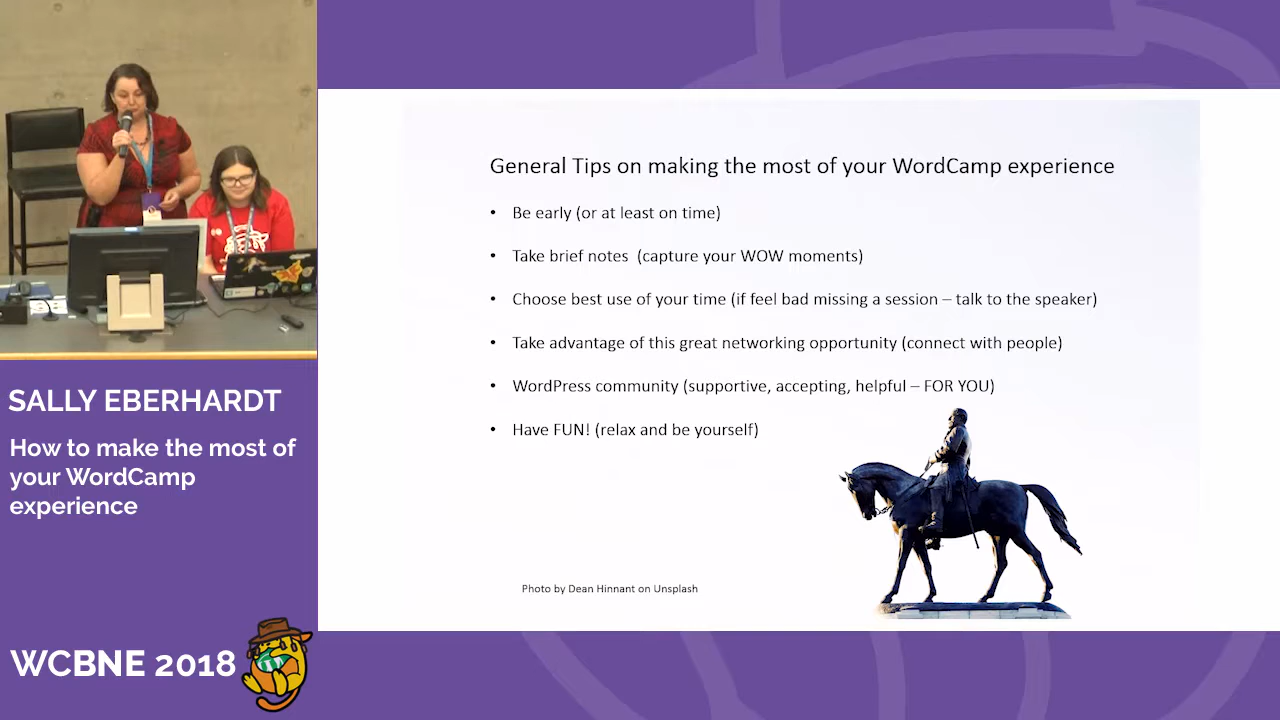 General Tips on making the most of your WordCamp experience
• Be early (or at least on time)
• Take brief notes (capture your WOW moments)
• Choose best use of your time (if feel bad missing a session – talk to the speaker)
• Take advantage of this great networking opportunity (connect with people)
• WordPress community (supportive, accepting, helpful – FOR YOU)
• Have FUN! (relax and be yourself)
Photo by Dean Hinnant on Unsplash
SALLY EBERHARDT
How to make the most of
your WordCamp
experience
WCBNE 2018